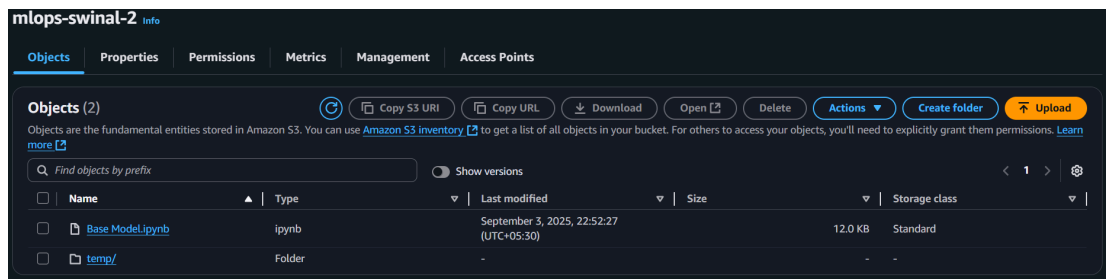 mlops-swinal-2 Info
Objects Properties Permissions Metrics Management Access Points
Objects (2) Copy S3 URI Copy URL Download Open Delete Actions Create folder Upload
Objects are the fundamental entities stored in Amazon S3. You can use Amazon S3 inventory to get a list of all objects in your bucket. For others to access your objects, you'll need to explicitly grant them permissions. Learn
more
Find objects by prefix Show versions 1
Name Type Last modified Size Storage class
Base Model.ipynb ipynb September 3, 2025, 22:52:27 12.0 KB Standard
(UTC+05:30)
temp/ Folder - - -